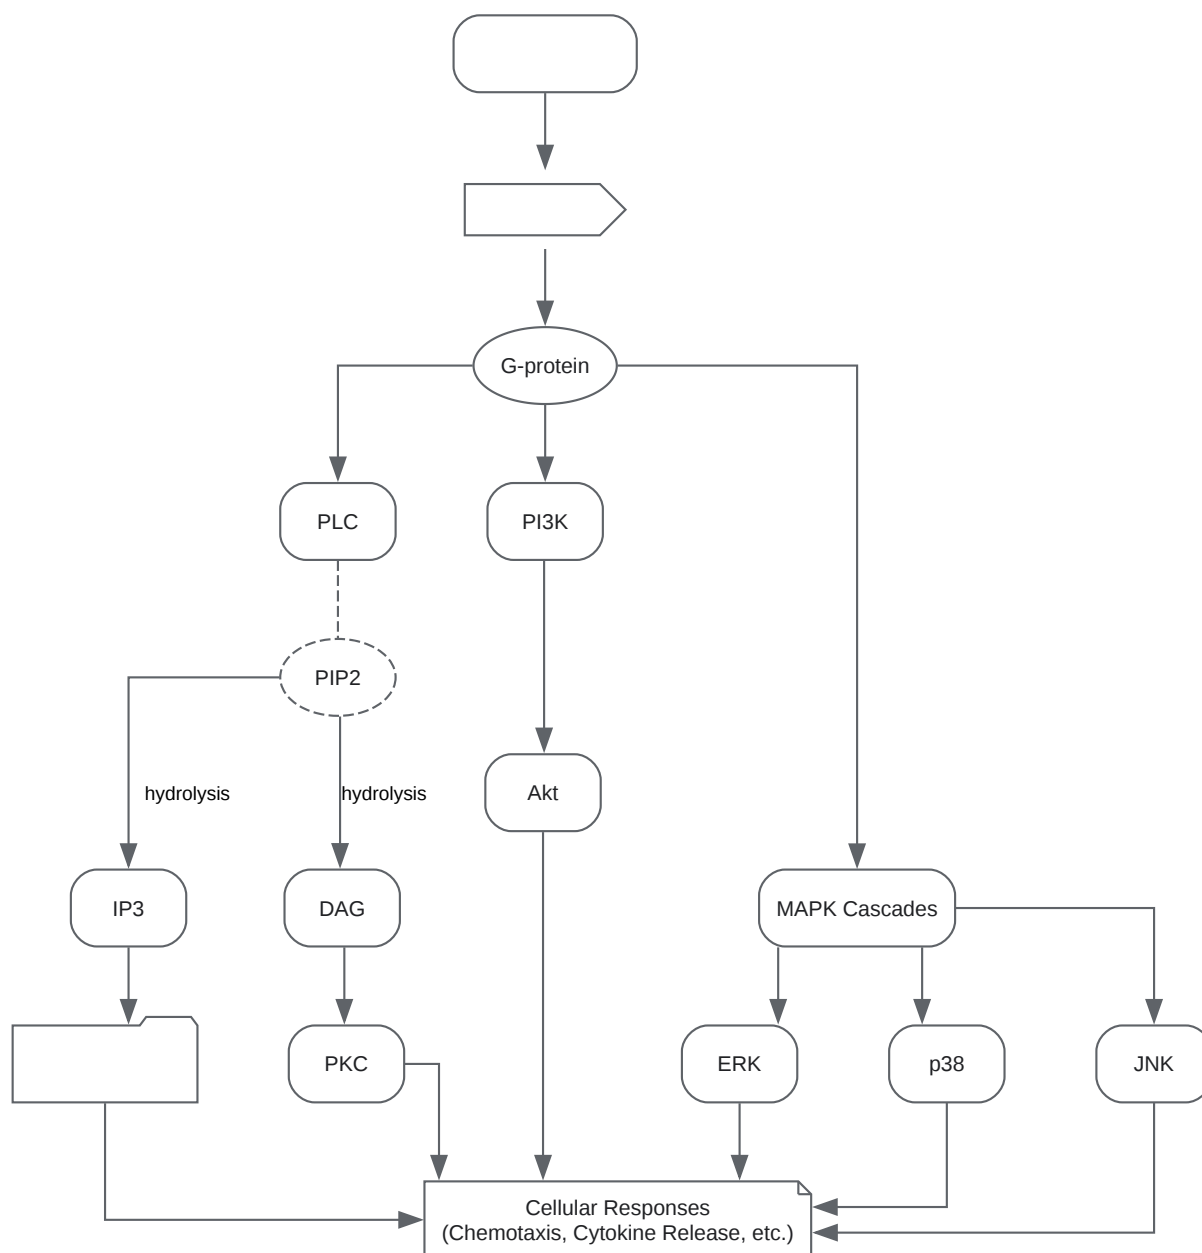 G-protein
PLC
PI3K
PIP2
hydrolysis
hydrolysis
Akt
IP3
DAG
MAPK Cascades
PKC
ERK
p38
JNK
Cellular Responses
(Chemotaxis, Cytokine Release, etc.)